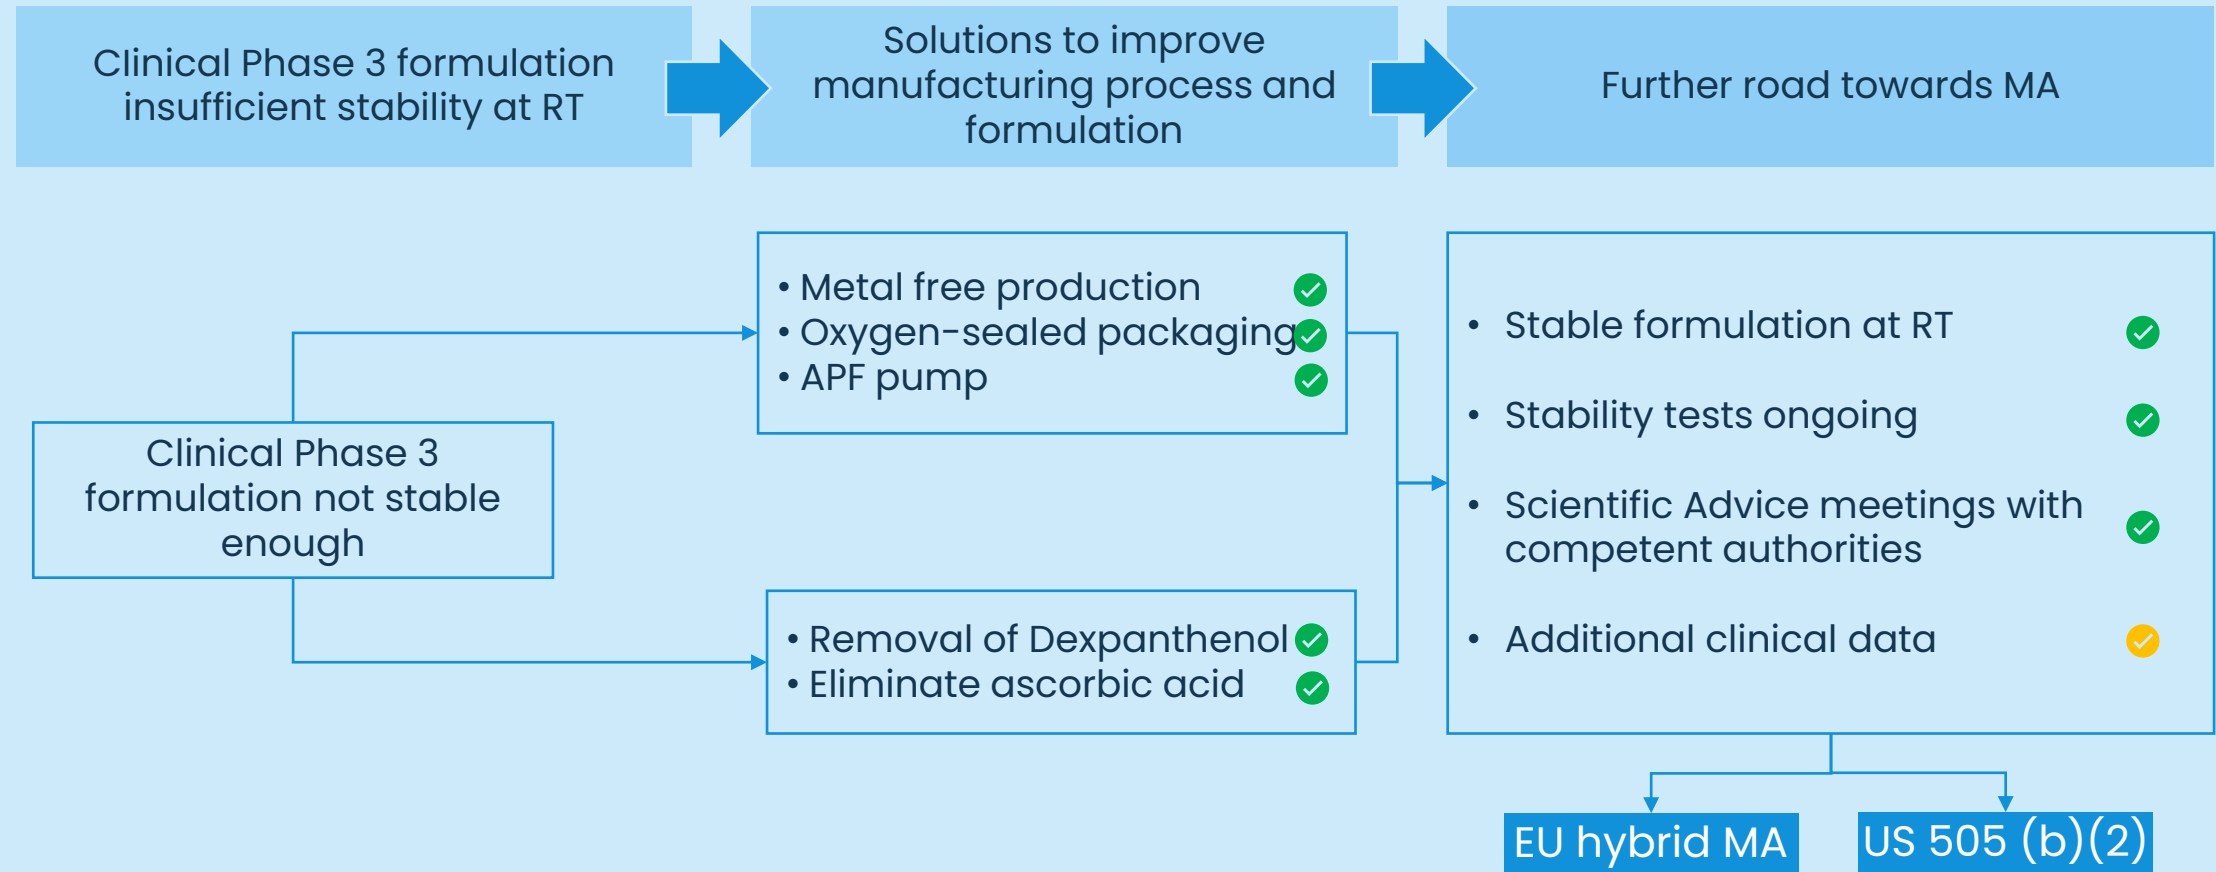 Clinical Phase 3 formulation
insufficient stability at RT
Solutions to improve
manufacturing process and
formulation
Further road towards MA
Clinical Phase 3
formulation not stable
enough
• Metal free production
• Oxygen-sealed packaging
• APF pump
• Removal of Dexpanthenol
• Eliminate ascorbic acid
• Stable formulation at RT
• Stability tests ongoing
• Scientific Advice meetings with
competent authorities
• Additional clinical data
EU hybrid MA
US 505 (b)(2)